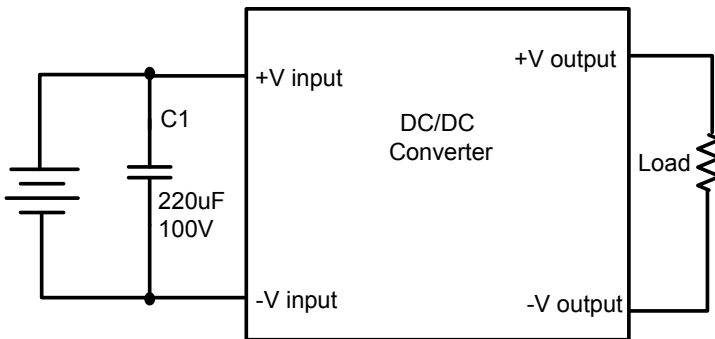 +V input
+V output
C1
DC/DC
Converter
Load
220uF
100V
-V input
-V output